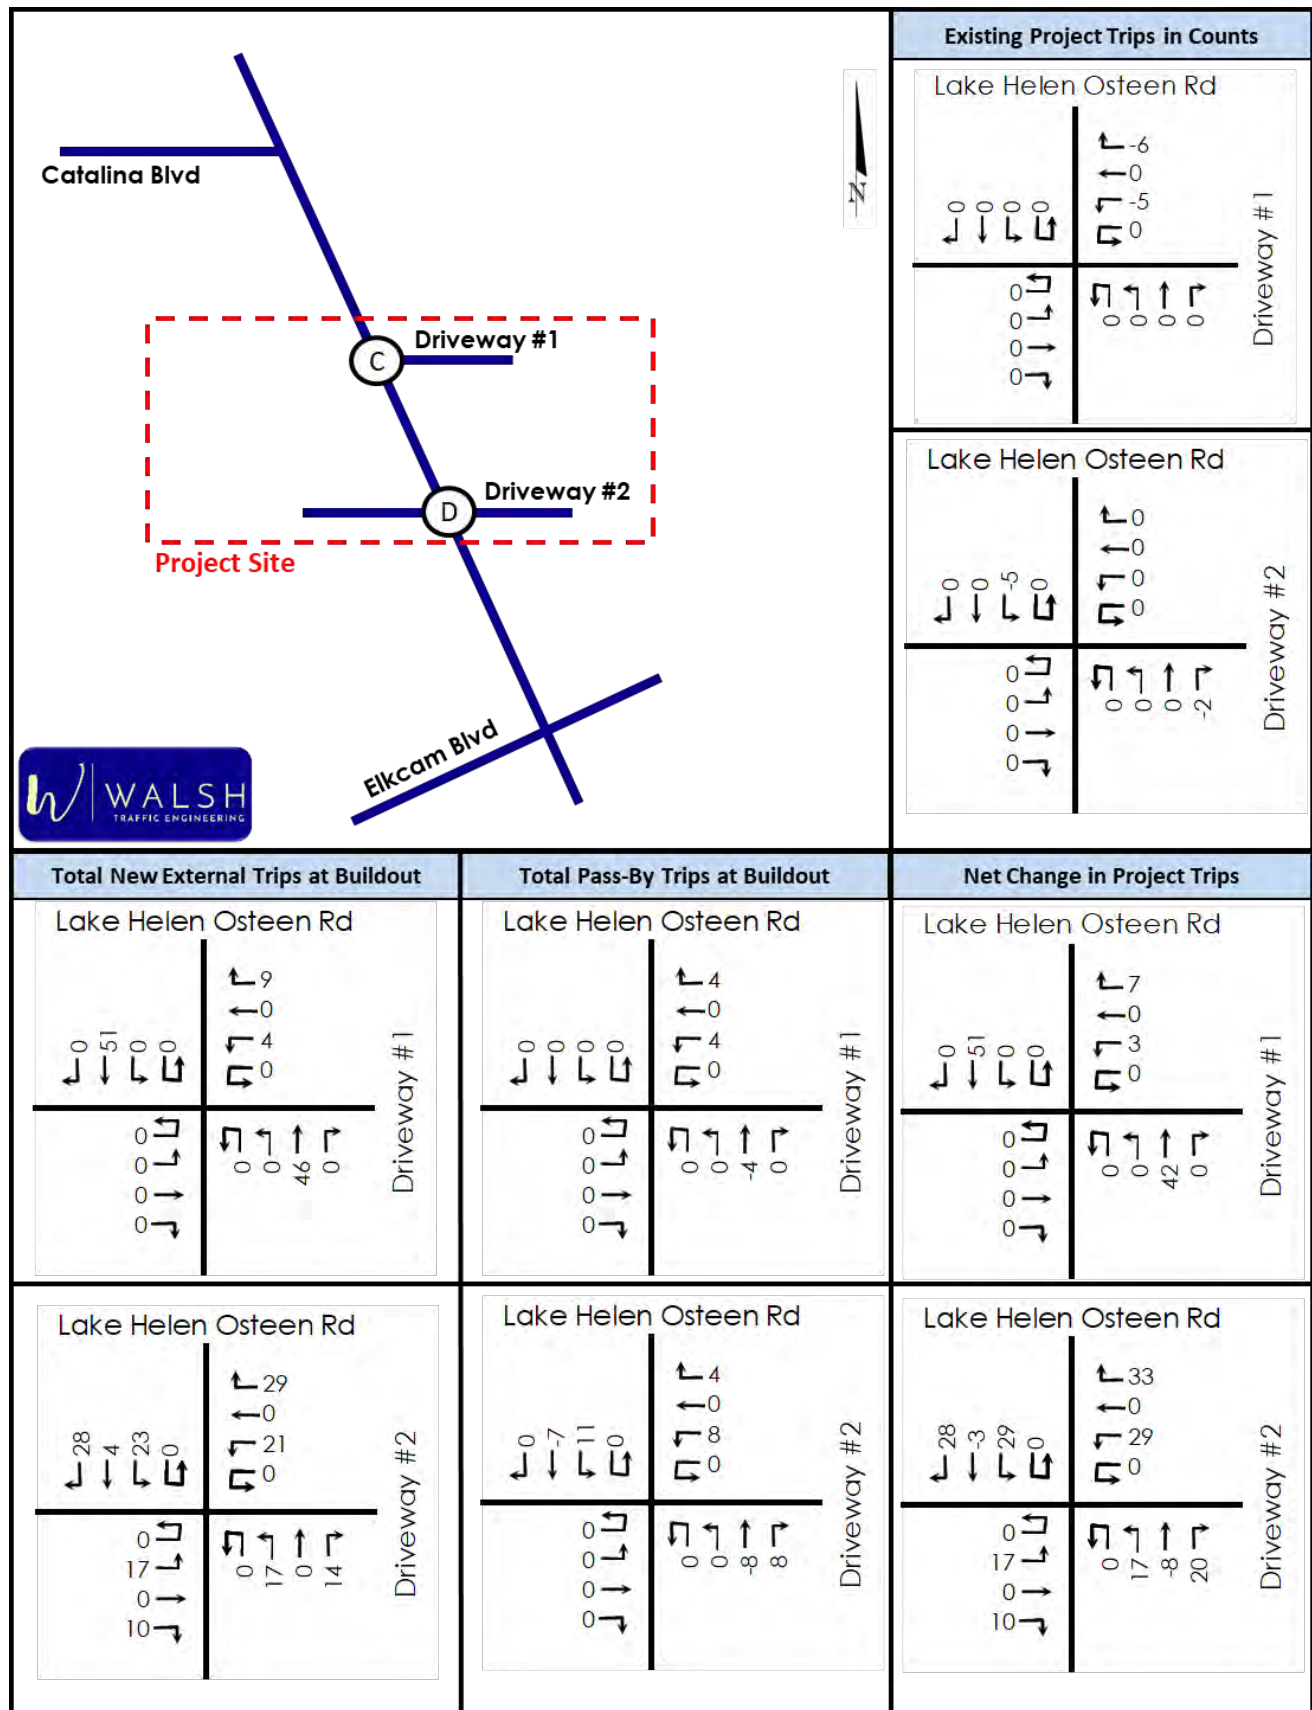 Existing Project Trips in Counts
Lake Helen Osteen Rd
-6
0
-5
0
0 0 0 0
0
0
0
0
0 0 0 0
Driveway #1
N
Catalina Blvd
Driveway #1
C
Driveway #2
D
Project Site
Elkcam Blvd
W WALSH
TRAFFIC ENGINEERING
Lake Helen Osteen Rd
0
0
0
0
0 0 -5 0
0
0
0
0
0 0 0 -2
Driveway #2
Total New External Trips at Buildout
Lake Helen Osteen Rd
9
0
4
0
0 51 0 0
0
0
0
0
0 0 46 0
Driveway #1
Total Pass-By Trips at Buildout
Lake Helen Osteen Rd
4
0
4
0
0 0 0 0
0
0
0
0
0 0 -4 0
Driveway #1
Net Change in Project Trips
Lake Helen Osteen Rd
7
0
3
0
0 51 0 0
0
0
0
0
0 0 42 0
Driveway #1
Lake Helen Osteen Rd
29
0
21
0
28 4 23 0
0
17
0
10
0 17 0 14
Driveway #2
Lake Helen Osteen Rd
4
0
8
0
0 -7 11 0
0
0
0
0
0 0 -8 8
Driveway #2
Lake Helen Osteen Rd
33
0
29
0
28 -3 29 0
0
17
0
10
0 17 -8 20
Driveway #2